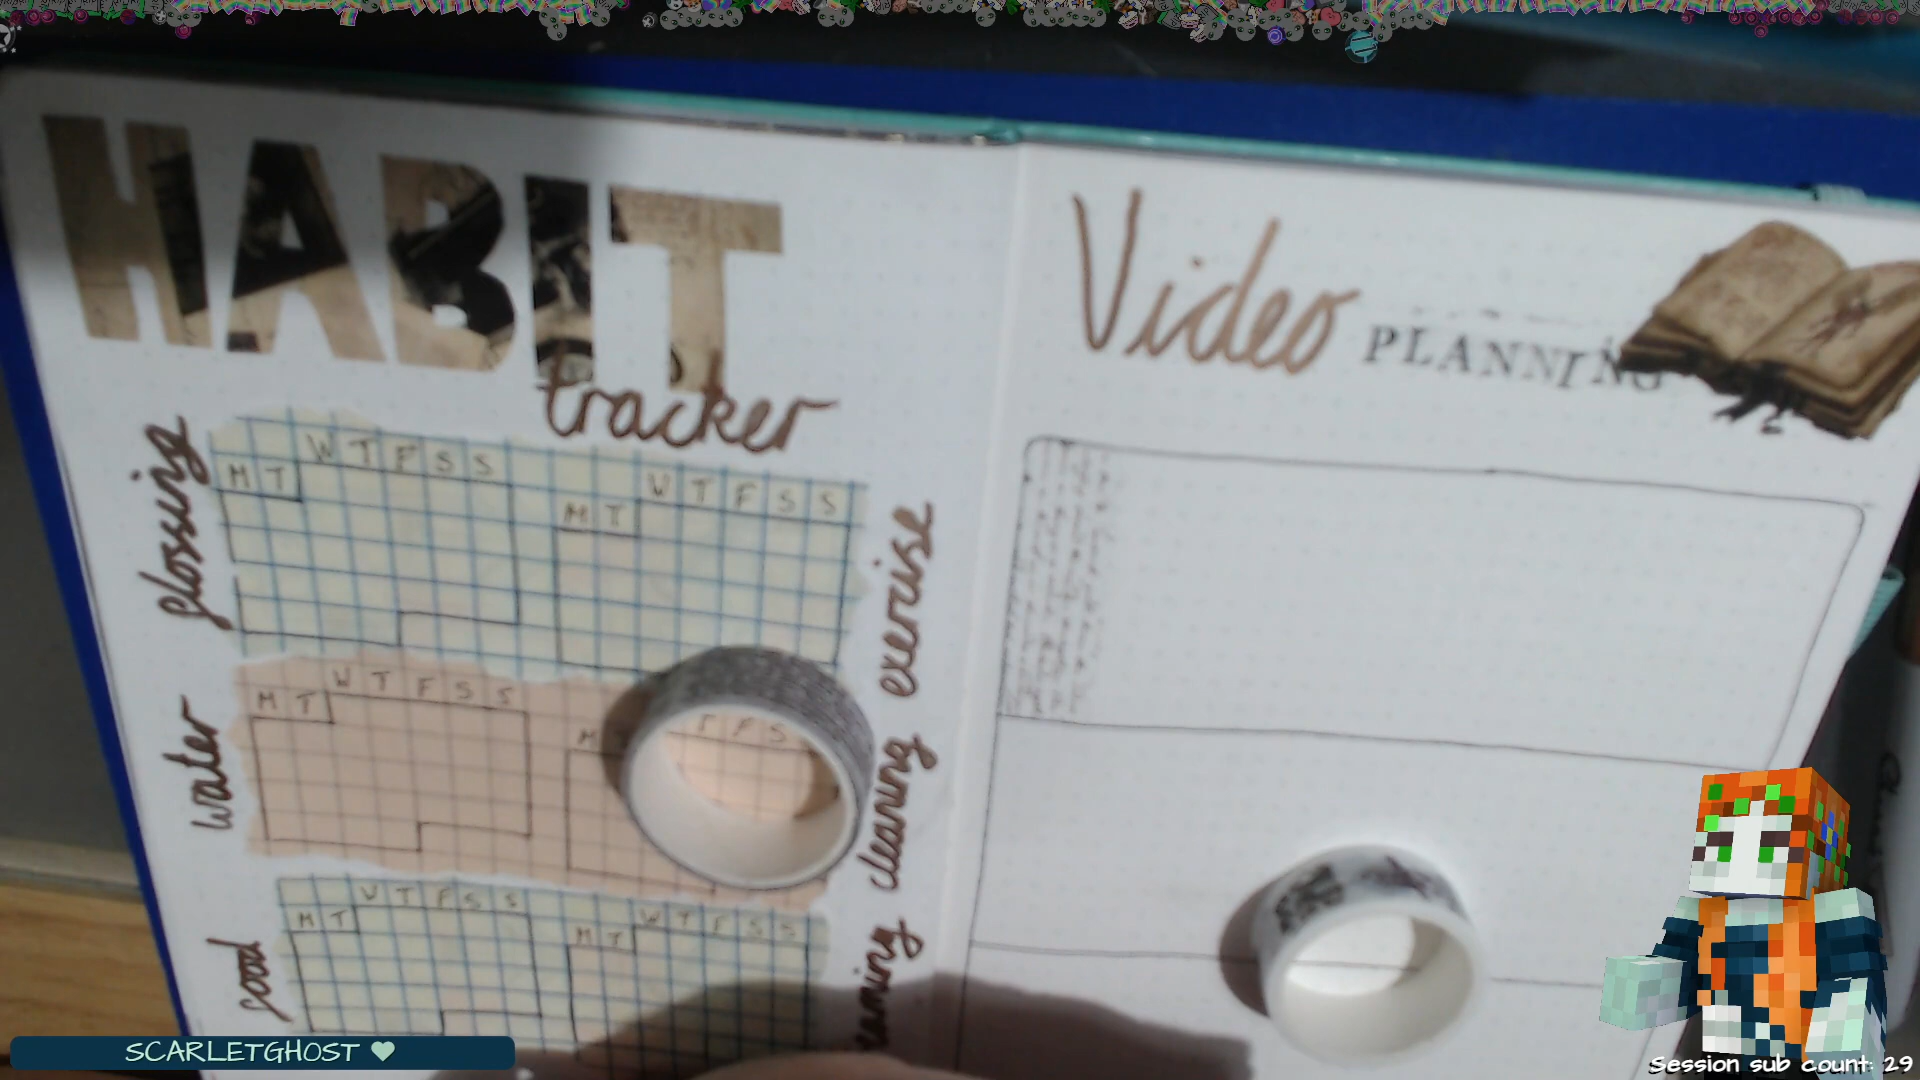 HABIT
tracker
flossing
M T W T F S S
M T W T F S S
exercise
water
M T W T F S S
M T F S
cleaning
food
M T W T F S S
M T W T F S S
Video PLANNING
SCARLETGHOST
Session sub count: 29